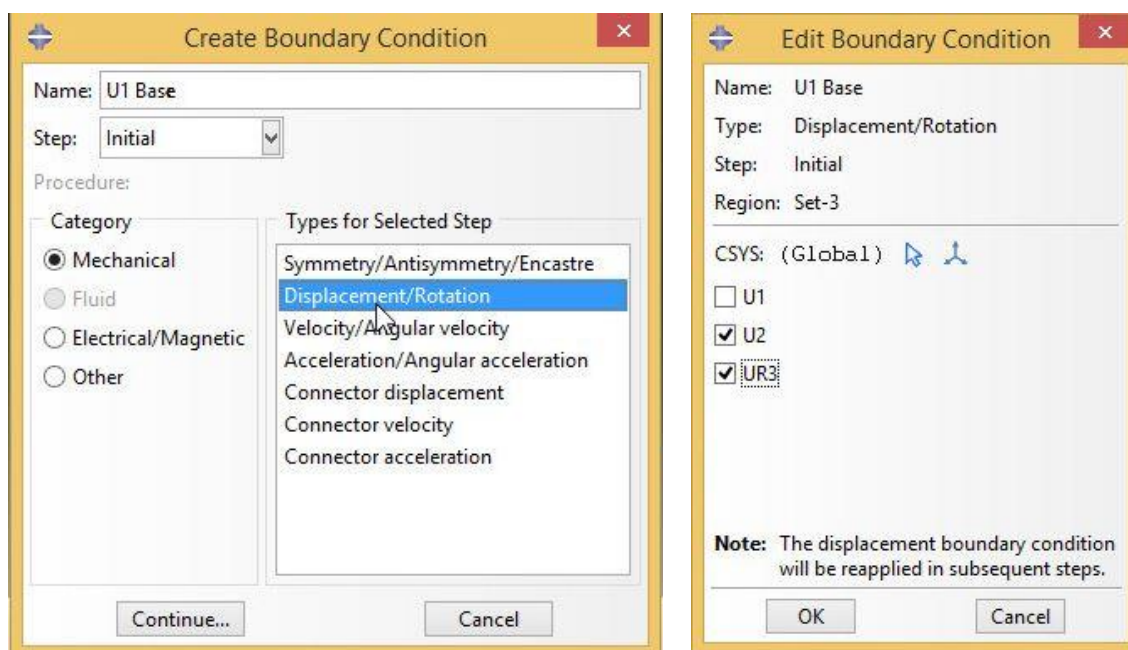 Create Boundary Condition
Name: U1 Base
Step: Initial
Procedure:
Category
Mechanical
Fluid
Electrical/Magnetic
Other
Types for Selected Step
Symmetry/Antisymmetry/Encastre
Displacement/Rotation
Velocity/Angular velocity
Acceleration/Angular acceleration
Connector displacement
Connector velocity
Connector acceleration
Continue...
Cancel
Edit Boundary Condition
Name: U1 Base
Type: Displacement/Rotation
Step: Initial
Region: Set-3
CSYS: (Global)
U1
U2
UR3
Note: The displacement boundary condition
will be reapplied in subsequent steps.
OK
Cancel